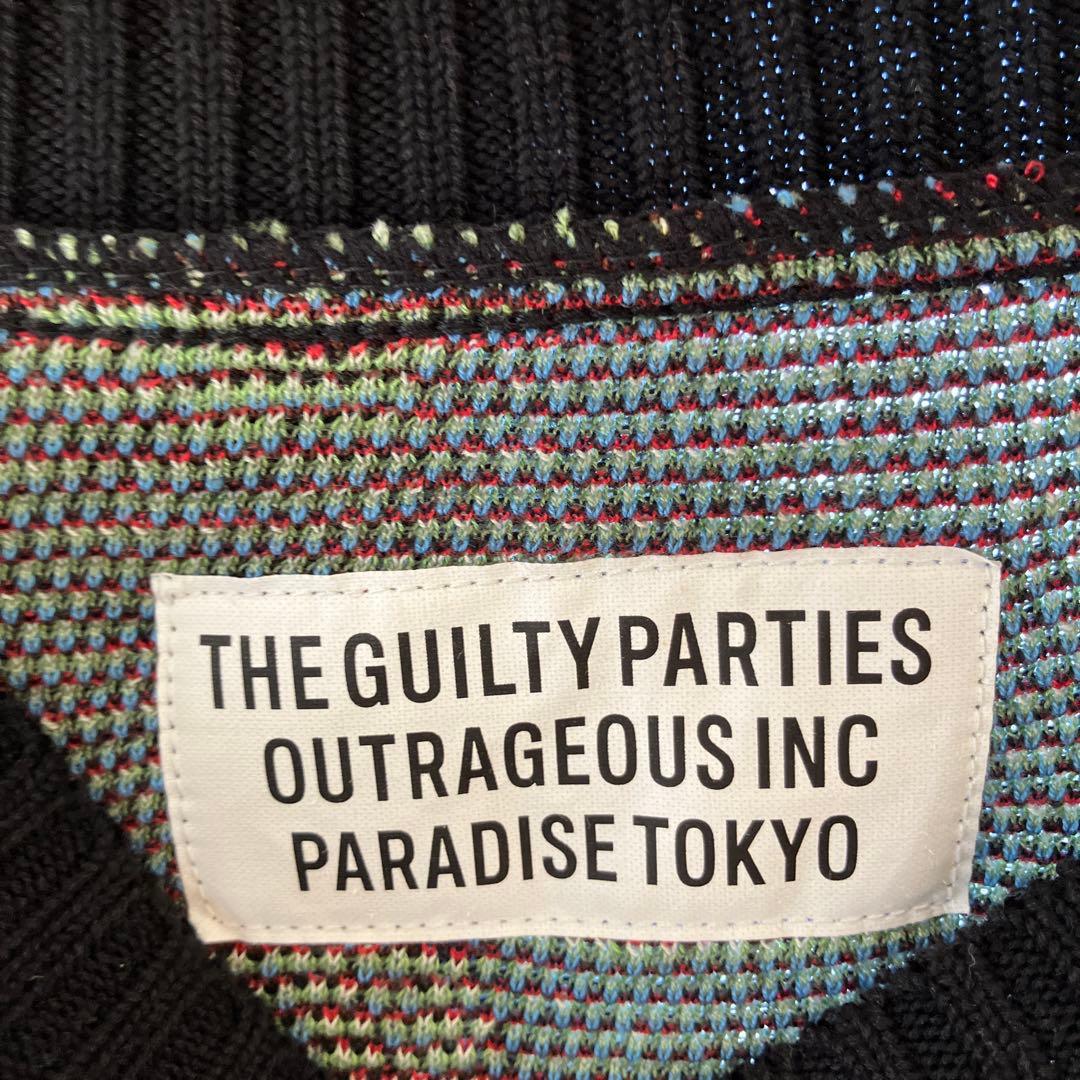 THE GUILTY PARTIES
OUTRAGEOUS INC
PARADISE TOKYO